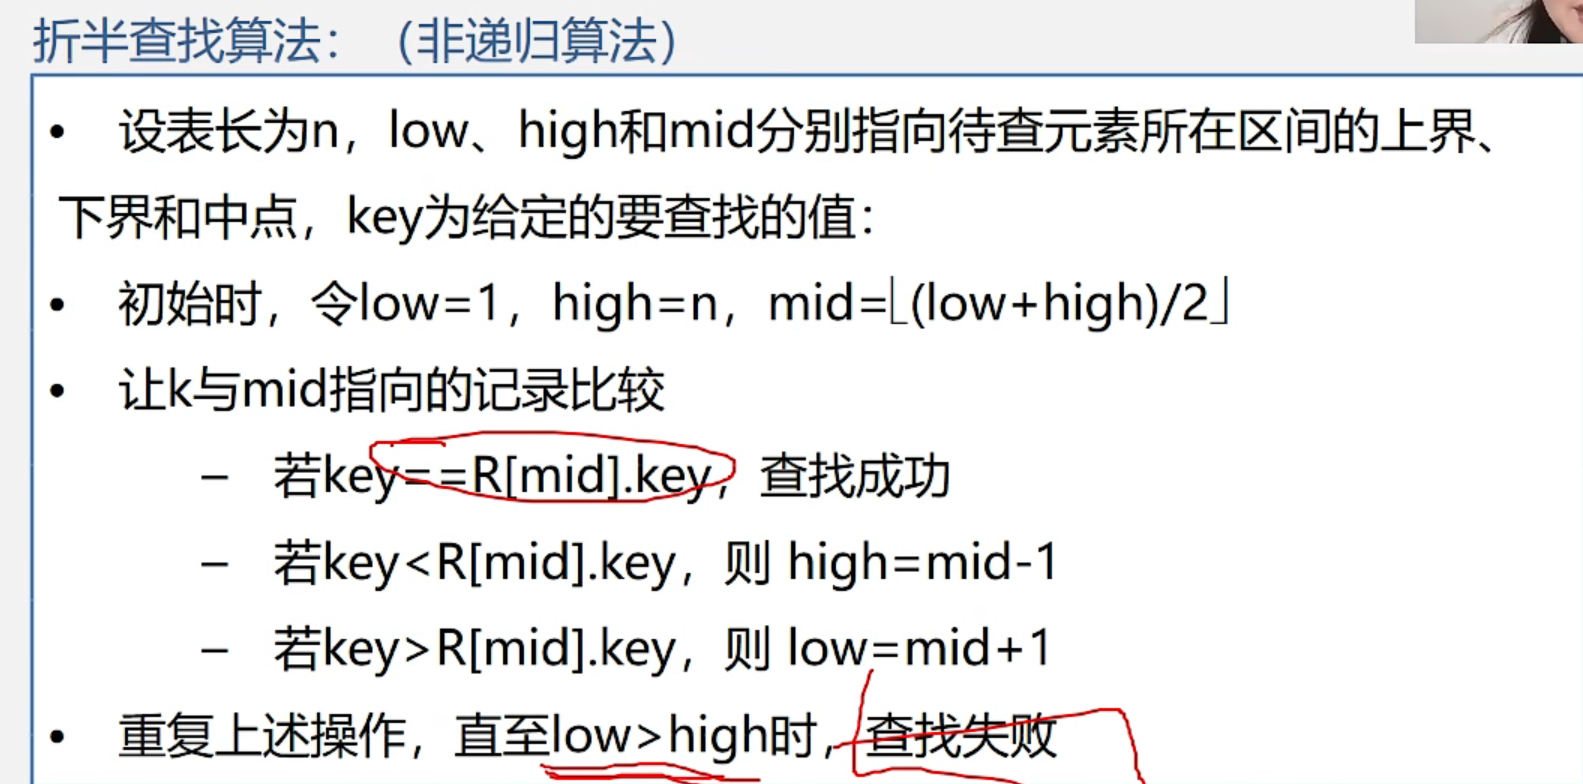 折半查找算法：（非递归算法）
• 设表长为n，low、high和mid分别指向待查元素所在区间的上界、
下界和中点，key为给定的要查找的值：
• 初始时，令low=1，high=n，mid=⌊(low+high)/2⌋
• 让k与mid指向的记录比较
– 若key==R[mid].key，查找成功
– 若key<R[mid].key，则 high=mid-1
– 若key>R[mid].key，则 low=mid+1
• 重复上述操作，直至low>high时，查找失败